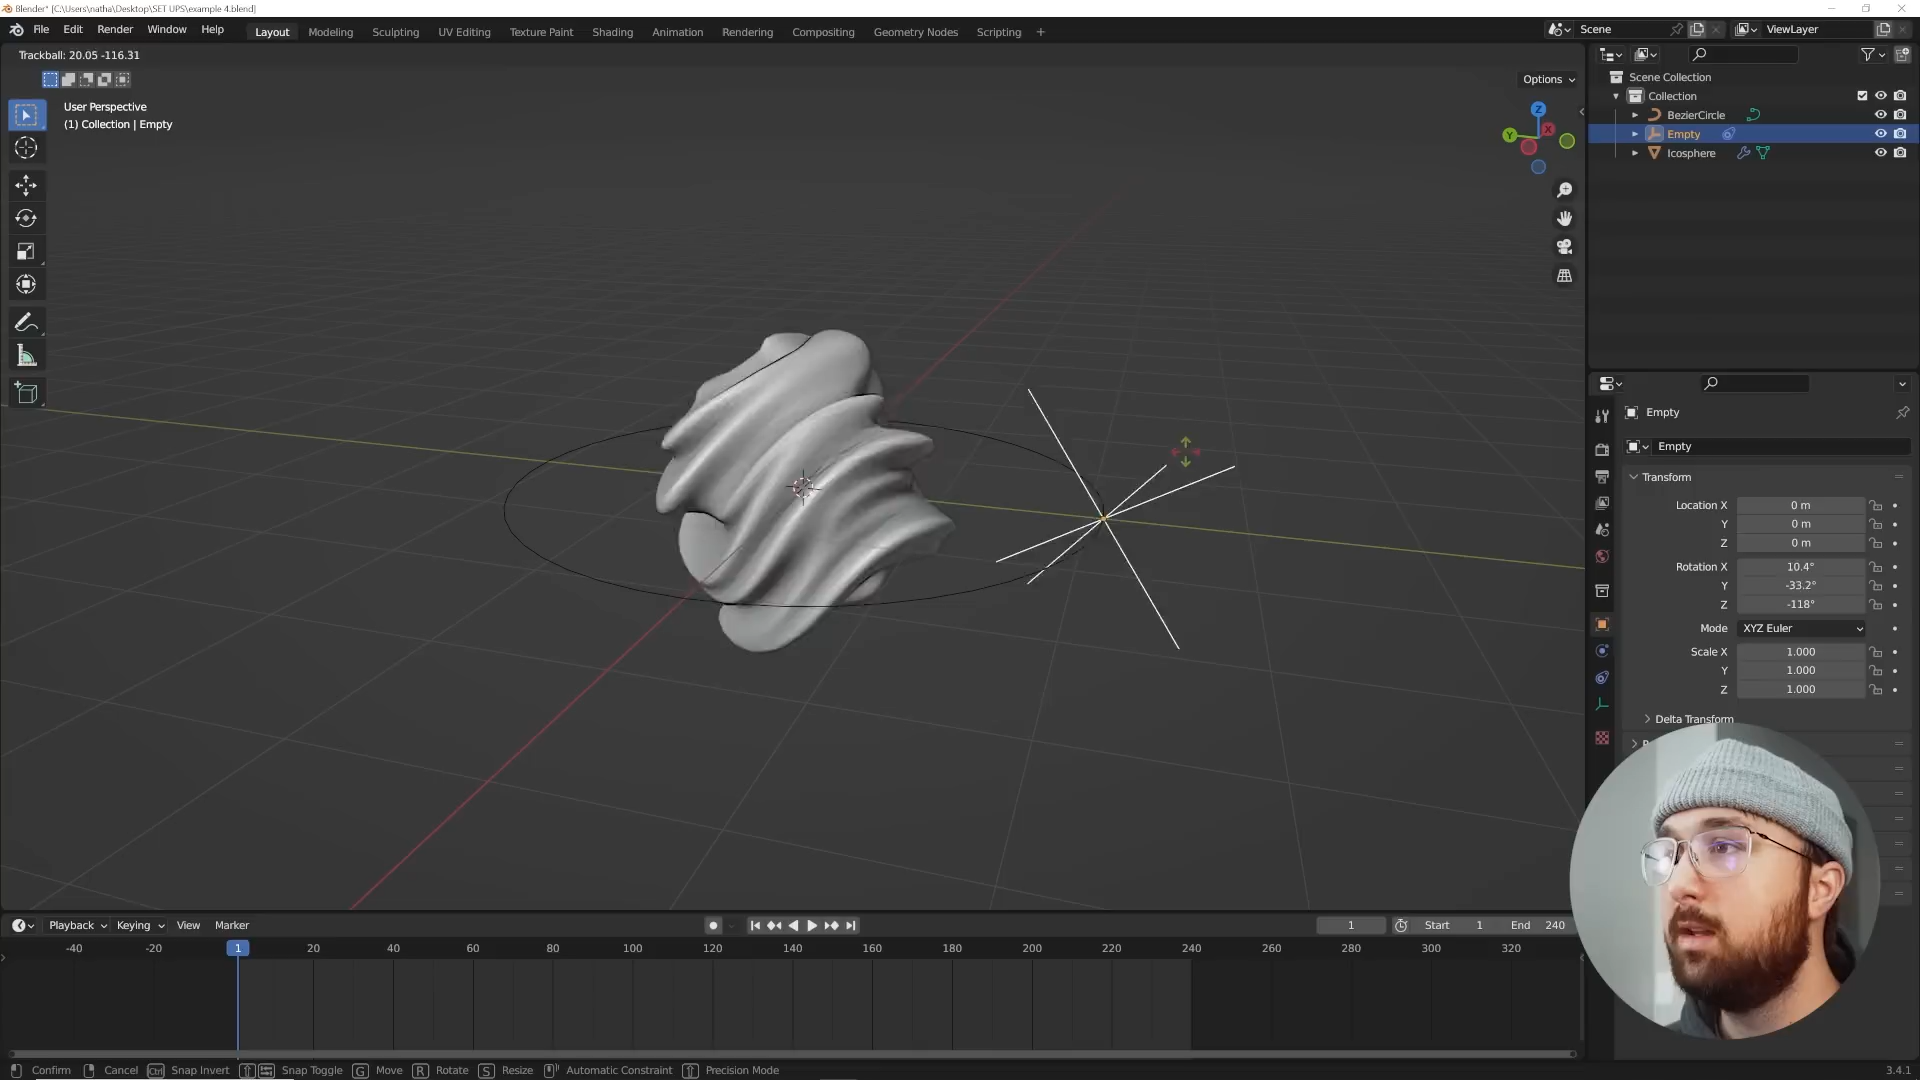 Blender* [C:\Users\natha\Desktop\SET UPS\example 4.blend]
File Edit Render Window Help Layout Modeling Sculpting UV Editing Texture Paint Shading Animation Rendering Compositing Geometry Nodes Scripting + Scene ViewLayer
Trackball: 20.05 -116.31
Options
User Perspective
(1) Collection | Empty
Z
Y
X
Scene Collection
Collection
BezierCircle
Empty
Icosphere
Empty
Empty
Transform
Location X 0 m
Y 0 m
Z 0 m
Rotation X 10.4°
Y -33.2°
Z -118°
Mode XYZ Euler
Scale X 1.000
Y 1.000
Z 1.000
Delta Transform
Playback Keying View Marker 1 Start 1 End 240
-40 -20 1 20 40 60 80 100 120 140 160 180 200 220 240 260 280 300 320
Confirm Cancel Ctrl Snap Invert Snap Toggle G Move R Rotate S Resize Automatic Constraint Precision Mode 3.4.1